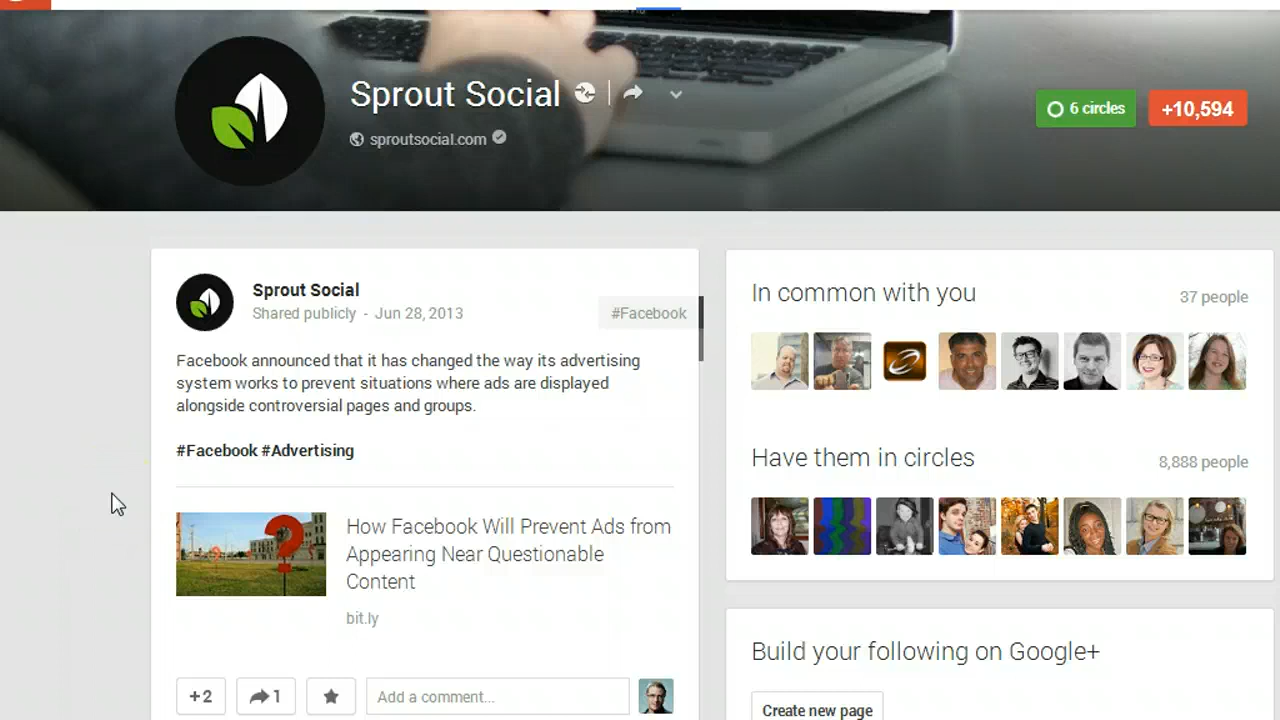 Sprout Social
sproutsocial.com
6 circles
+10,594
Sprout Social
Shared publicly - Jun 28, 2013
#Facebook
Facebook announced that it has changed the way its advertising
system works to prevent situations where ads are displayed
alongside controversial pages and groups.
#Facebook #Advertising
How Facebook Will Prevent Ads from
Appearing Near Questionable
Content
bit.ly
+2
1
Add a comment...
In common with you
37 people
Have them in circles
8,888 people
Build your following on Google+
Create new page